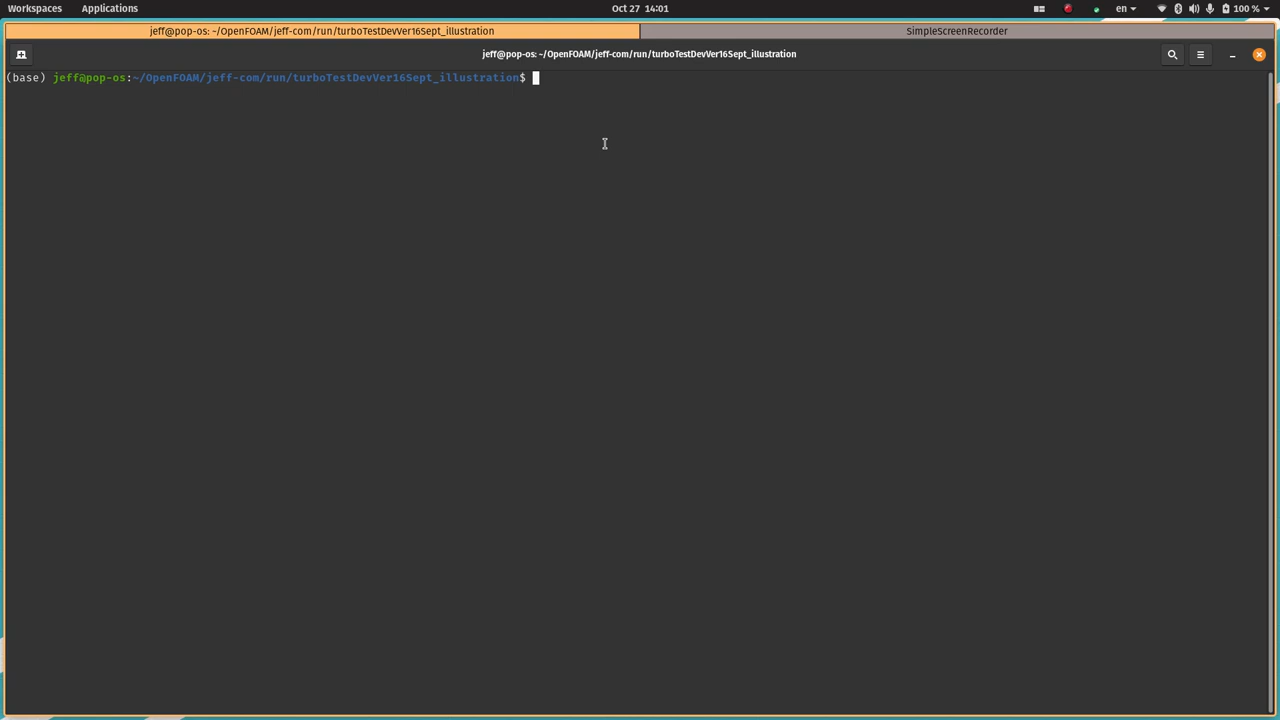 Workspaces Applications Oct 27 14:01 en 100 %
jeff@pop-os: ~/OpenFOAM/jeff-com/run/turboTestDevVer16Sept_illustration SimpleScreenRecorder
jeff@pop-os: ~/OpenFOAM/jeff-com/run/turboTestDevVer16Sept_illustration
(base) jeff@pop-os:~/OpenFOAM/jeff-com/run/turboTestDevVer16Sept_illustration$